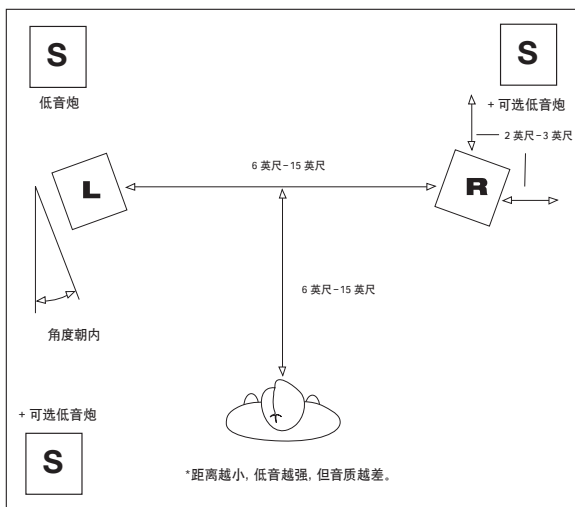 S
S
低音炮
+ 可选低音炮
2 英尺–3 英尺
6 英尺–15 英尺
L
R
6 英尺–15 英尺
角度朝内
+ 可选低音炮
S
*距离越小, 低音越强, 但音质越差。